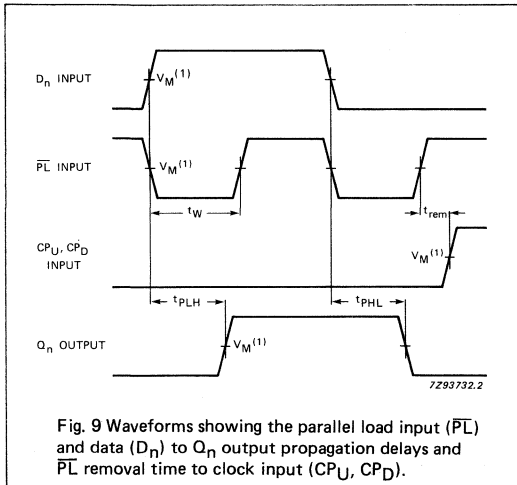 Dn INPUT
VM(1)
PL INPUT
VM(1)
tW
trem
CPU, CPD
INPUT
VM(1)
tPLH
tPHL
Qn OUTPUT
VM(1)
7Z93732.2
Fig. 9 Waveforms showing the parallel load input (PL)
and data (Dn) to Qn output propagation delays and
PL removal time to clock input (CPU, CPD).